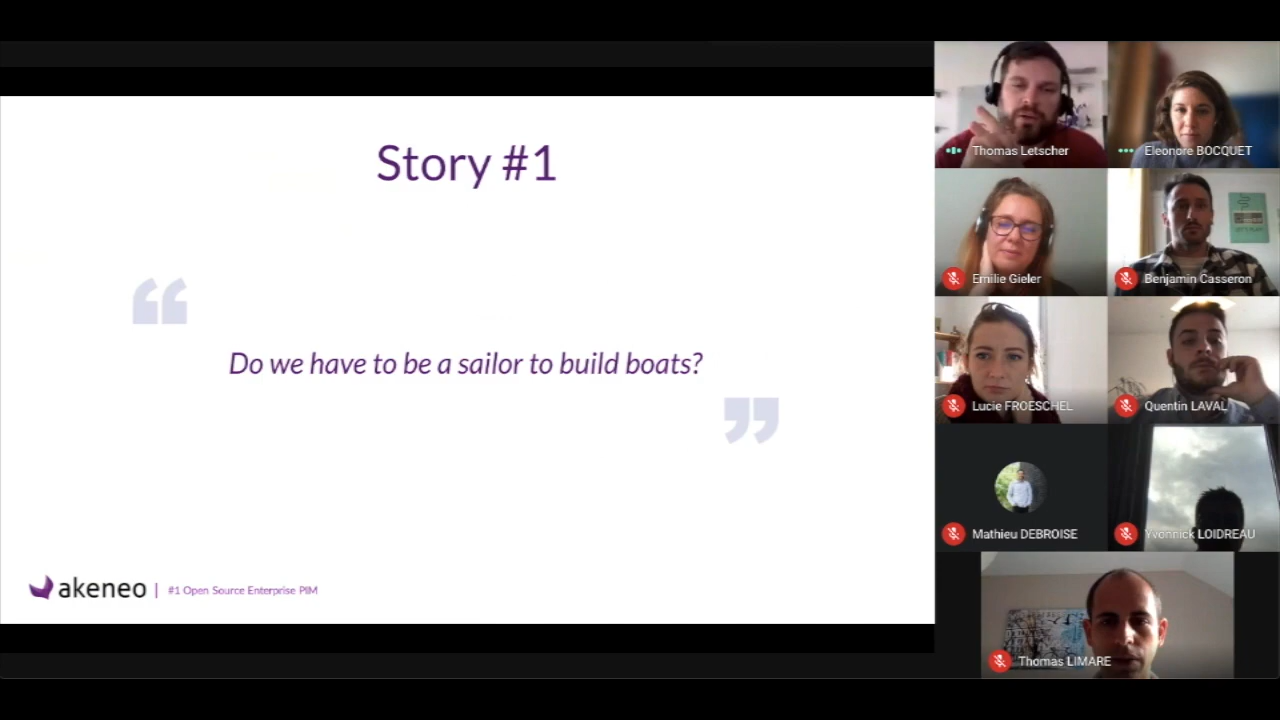 Story #1
“
Do we have to be a sailor to build boats?
”
akeneo | #1 Open Source Enterprise PIM
Thomas Letscher
Eleonore BOCQUET
Emilie Gieler
Benjamin Casseron
Lucie FROESCHEL
Quentin LAVAL
Mathieu DEBROISE
Yvonnick LOIDREAU
Thomas LIMARE